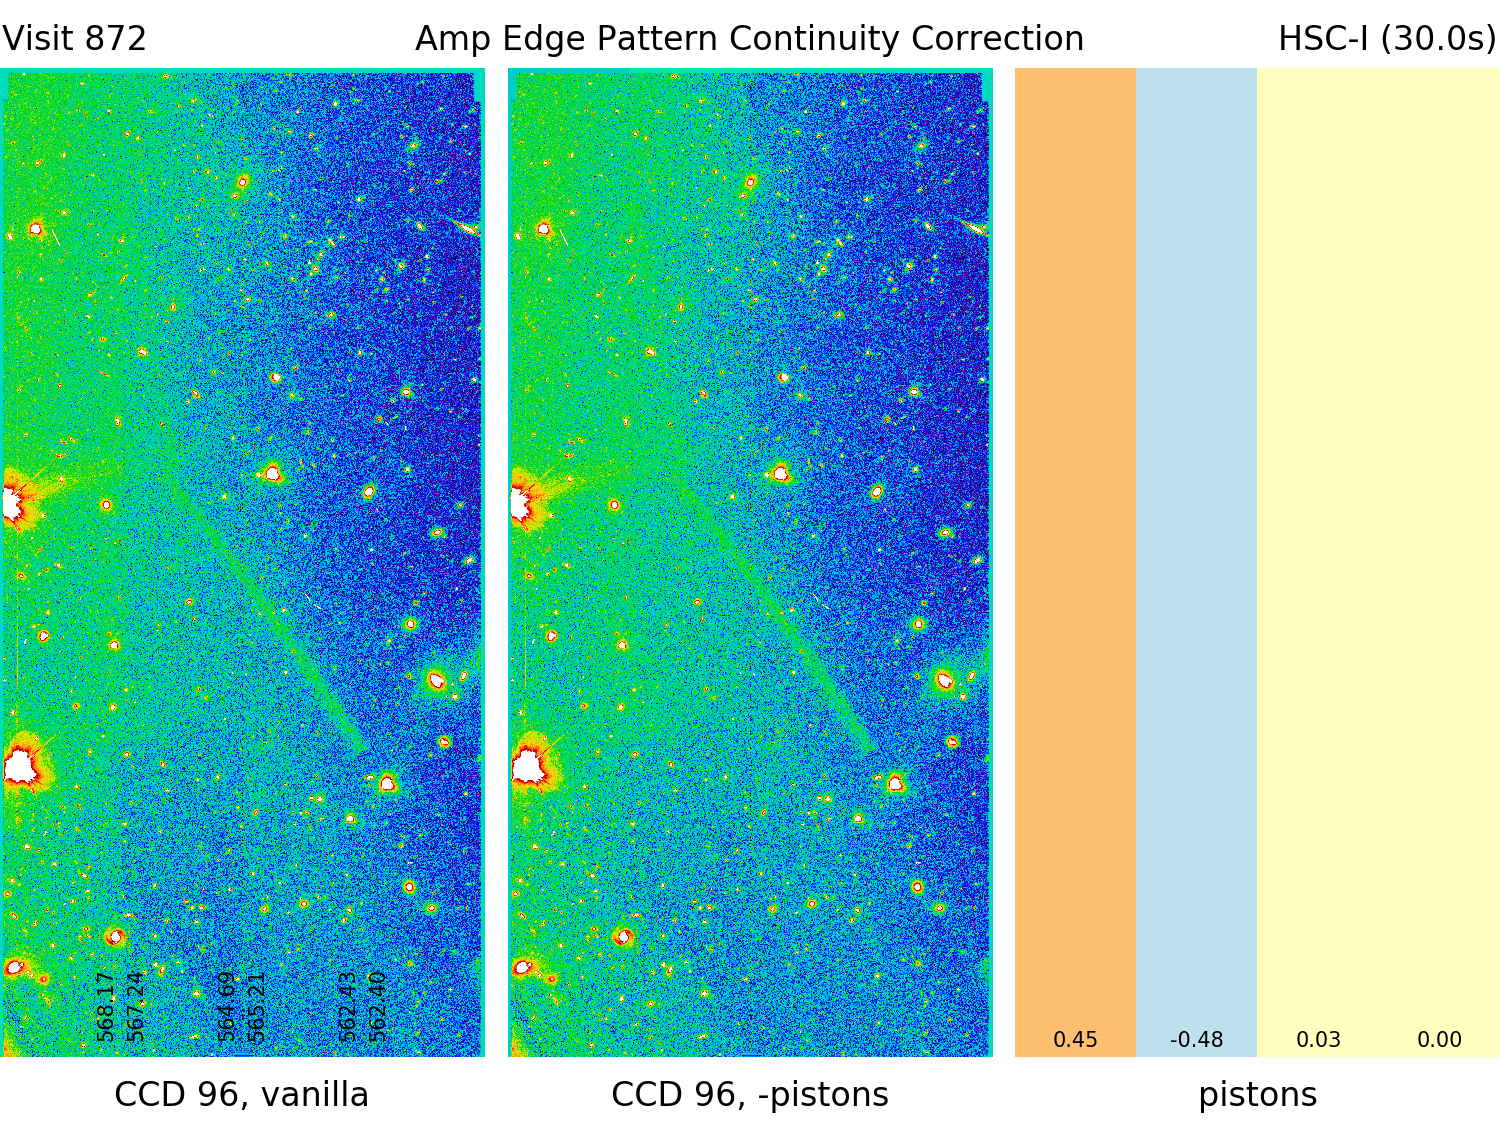 Visit 872
Amp Edge Pattern Continuity Correction
HSC-I (30.0s)
568.17
567.24
564.69
565.21
562.43
562.40
0.45
-0.48
0.03
0.00
CCD 96, vanilla
CCD 96, -pistons
pistons